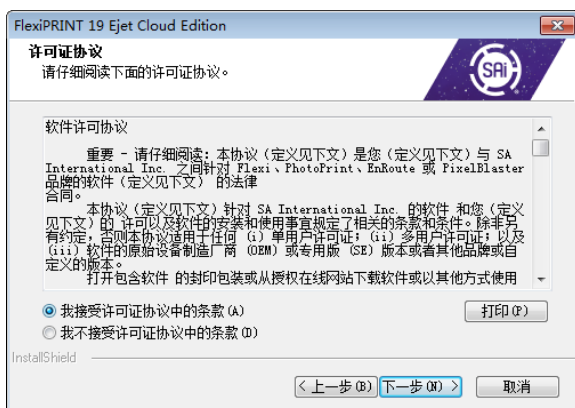 FlexiPRINT 19 Ejet Cloud Edition
许可证协议
请仔细阅读下面的许可证协议。
SAi
软件许可协议
重要 - 请仔细阅读：本协议（定义见下文）是您（定义见下文）与 SA
International Inc. 之间针对 Flexi、PhotoPrint、EnRoute 或 PixelBlaster
品牌的软件（定义见下文） 的法律
合同。
本协议（定义见下文）针对 SA International Inc. 的软件 和您（定义
见下文）的 许可以及软件的安装和使用事宜规定了相关的条款和条件。除非另
有约定，否则本协议适用于任何（i）单用户许可证；（ii）多用户许可证；以及
（iii）软件的原始设备制造厂商（OEM）或专用版（SE）版本或者其他品牌或自
定义的版本。
打开包含软件 的封印包装或从授权在线网站下载软件或以其他方式使用
我接受许可证协议中的条款(A)
打印(P)
我不接受许可证协议中的条款(D)
InstallShield
< 上一步(B)
下一步(N) >
取消